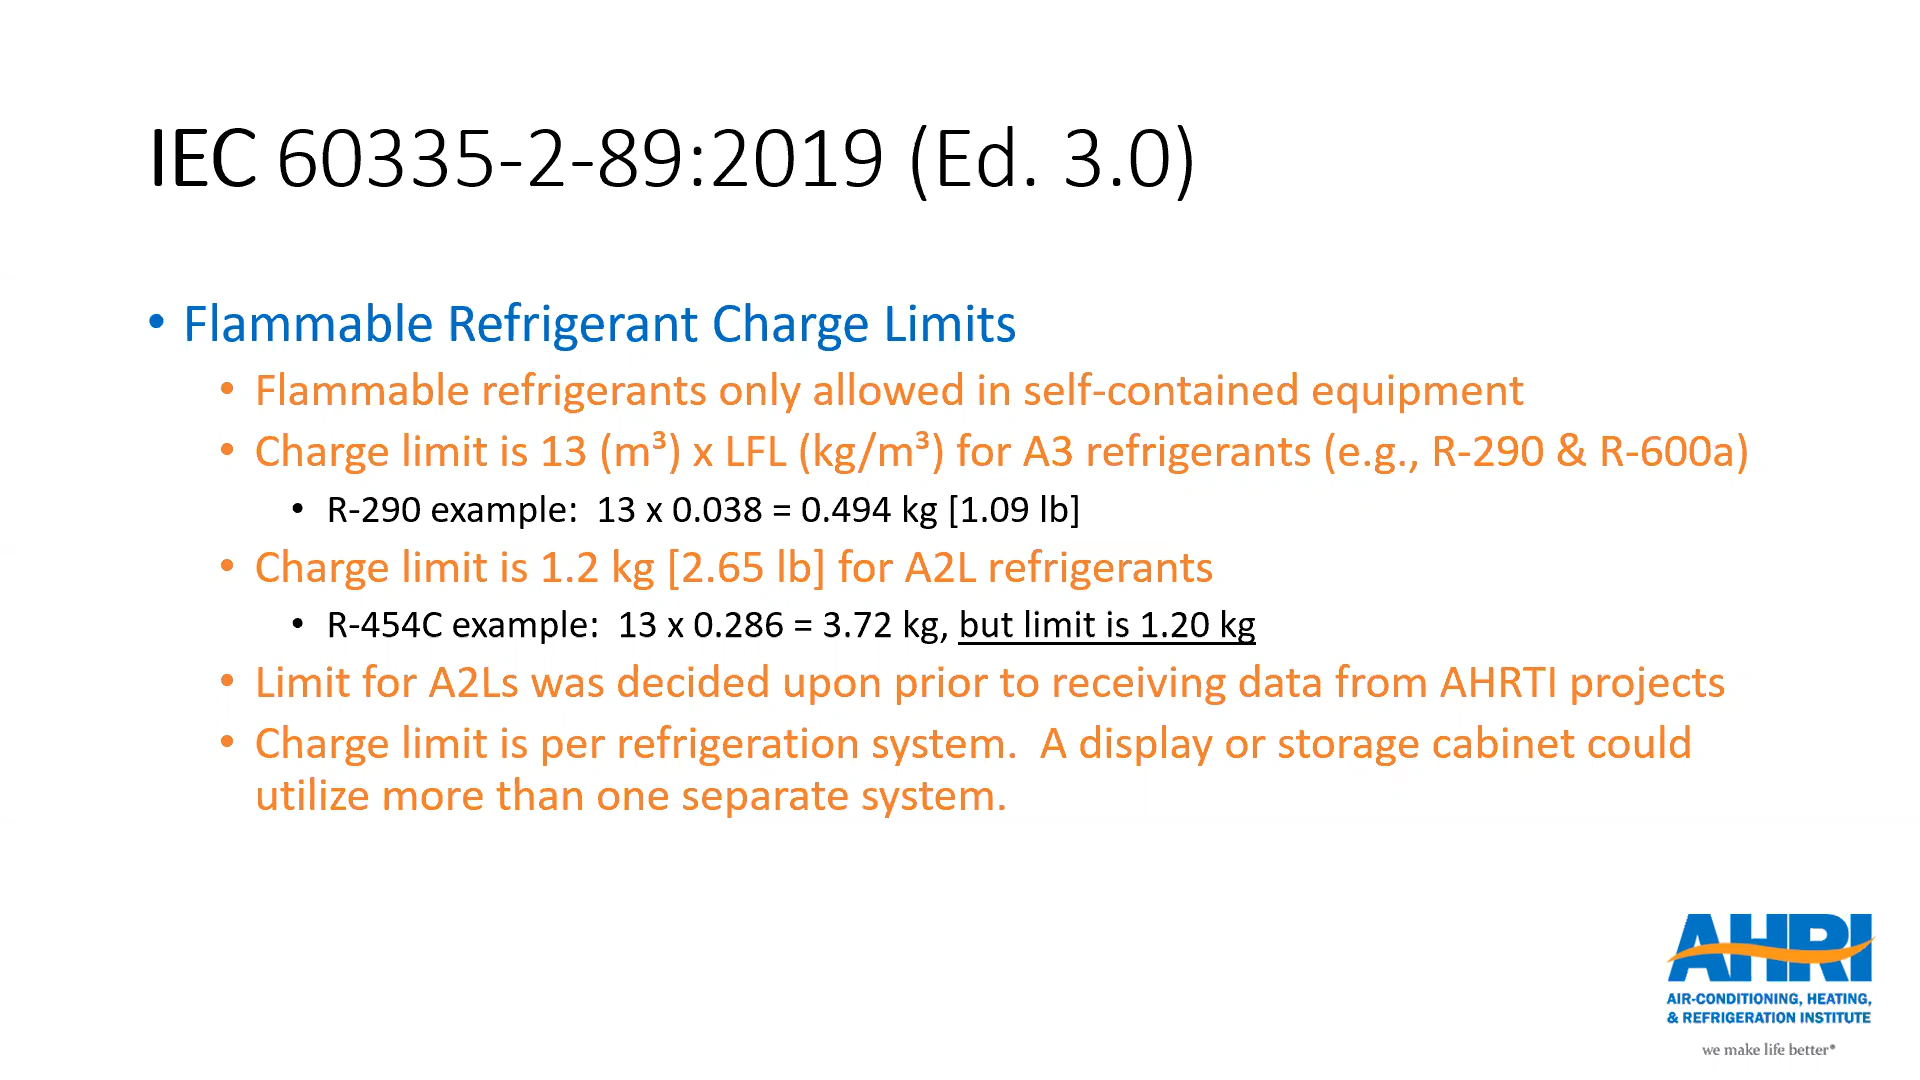 IEC 60335-2-89:2019 (Ed. 3.0)
• Flammable Refrigerant Charge Limits
• Flammable refrigerants only allowed in self-contained equipment
• Charge limit is 13 (m³) x LFL (kg/m³) for A3 refrigerants (e.g., R-290 & R-600a)
• R-290 example:  13 x 0.038 = 0.494 kg [1.09 lb]
• Charge limit is 1.2 kg [2.65 lb] for A2L refrigerants
• R-454C example:  13 x 0.286 = 3.72 kg, but limit is 1.20 kg
• Limit for A2Ls was decided upon prior to receiving data from AHRTI projects
• Charge limit is per refrigeration system.  A display or storage cabinet could
utilize more than one separate system.
AHRI
AIR-CONDITIONING, HEATING,
& REFRIGERATION INSTITUTE
we make life better®